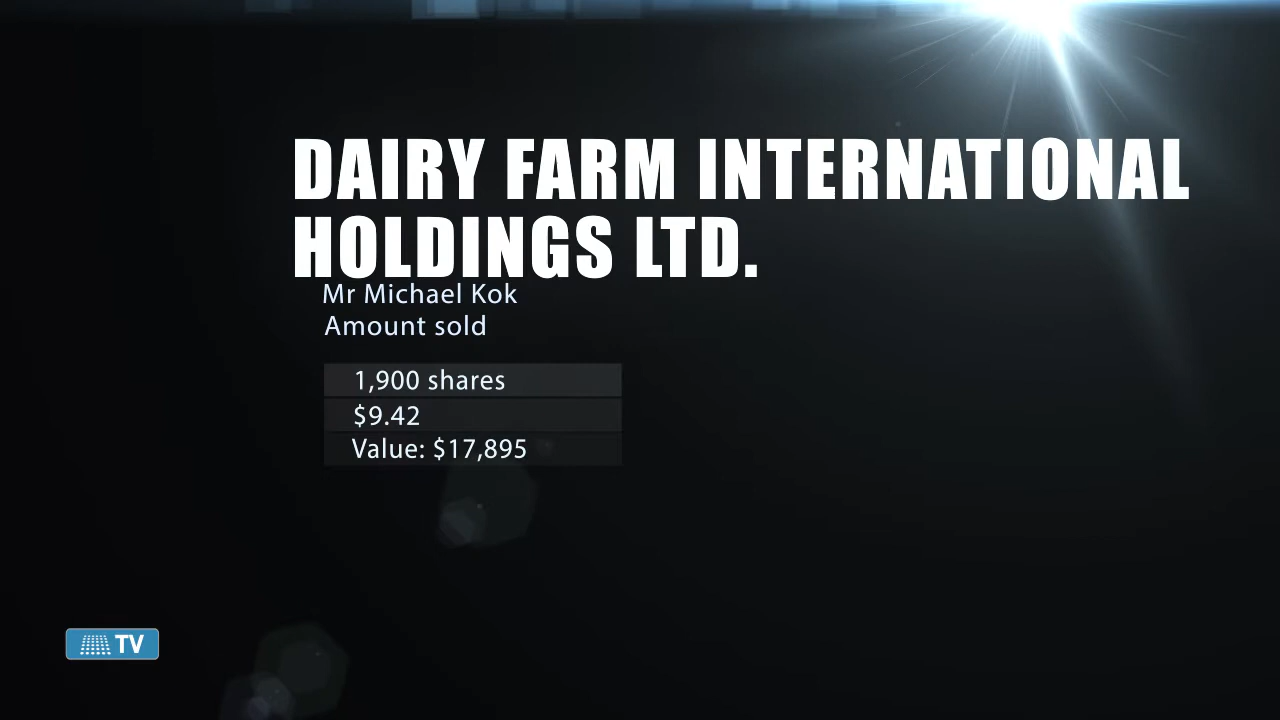 DAIRY FARM INTERNATIONAL
HOLDINGS LTD.
Mr Michael Kok
Amount sold
1,900 shares
$9.42
Value: $17,895
TV